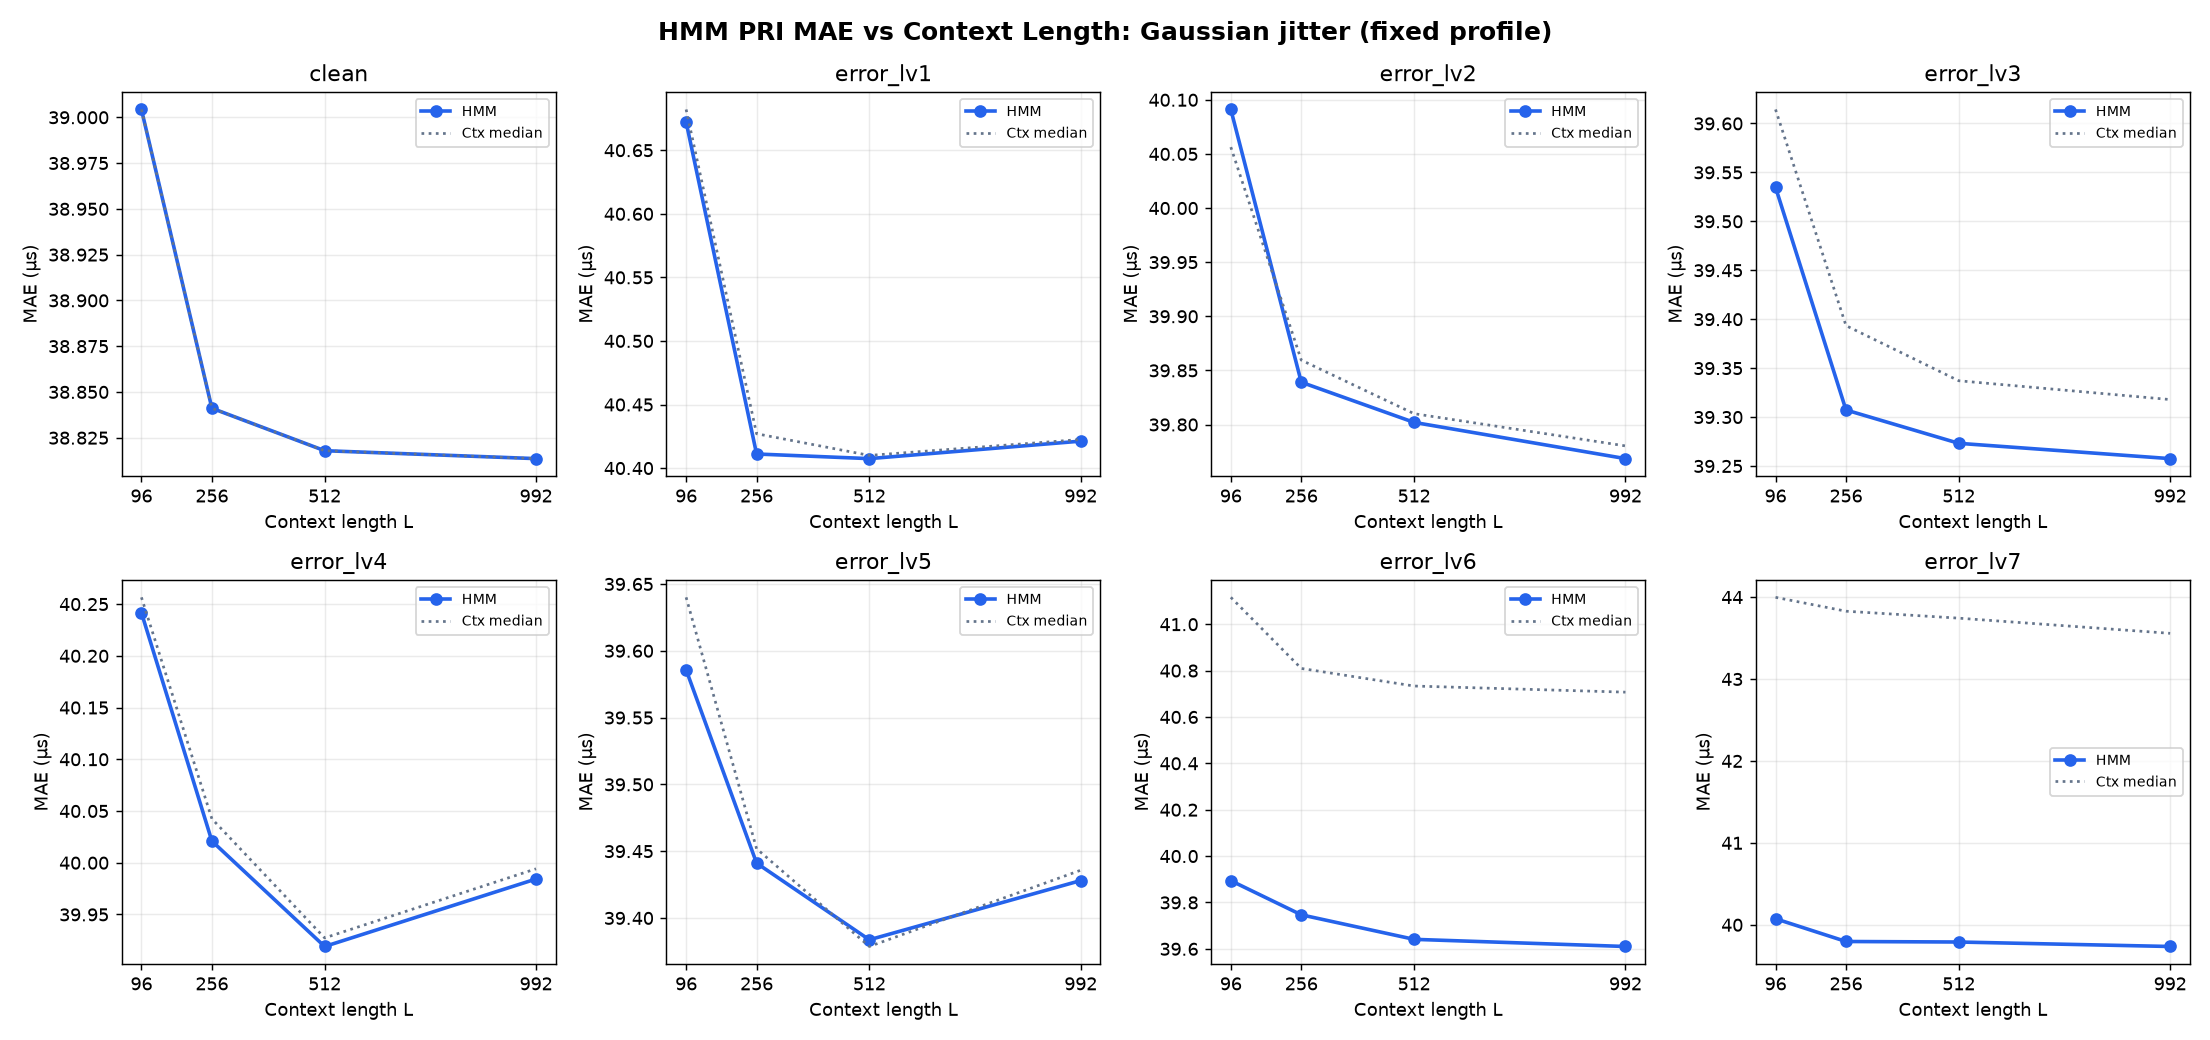 HMM PRI MAE vs Context Length: Gaussian jitter (fixed profile)
clean
MAE (µs)
39.000
38.975
38.950
38.925
38.900
38.875
38.850
38.825
HMM
Ctx median
96 256 512 992
Context length L
error_lv1
MAE (µs)
40.65
40.60
40.55
40.50
40.45
40.40
HMM
Ctx median
96 256 512 992
Context length L
error_lv2
MAE (µs)
40.10
40.05
40.00
39.95
39.90
39.85
39.80
HMM
Ctx median
96 256 512 992
Context length L
error_lv3
MAE (µs)
39.60
39.55
39.50
39.45
39.40
39.35
39.30
39.25
HMM
Ctx median
96 256 512 992
Context length L
error_lv4
MAE (µs)
40.25
40.20
40.15
40.10
40.05
40.00
39.95
HMM
Ctx median
96 256 512 992
Context length L
error_lv5
MAE (µs)
39.65
39.60
39.55
39.50
39.45
39.40
HMM
Ctx median
96 256 512 992
Context length L
error_lv6
MAE (µs)
41.0
40.8
40.6
40.4
40.2
40.0
39.8
39.6
HMM
Ctx median
96 256 512 992
Context length L
error_lv7
MAE (µs)
44
43
42
41
40
HMM
Ctx median
96 256 512 992
Context length L